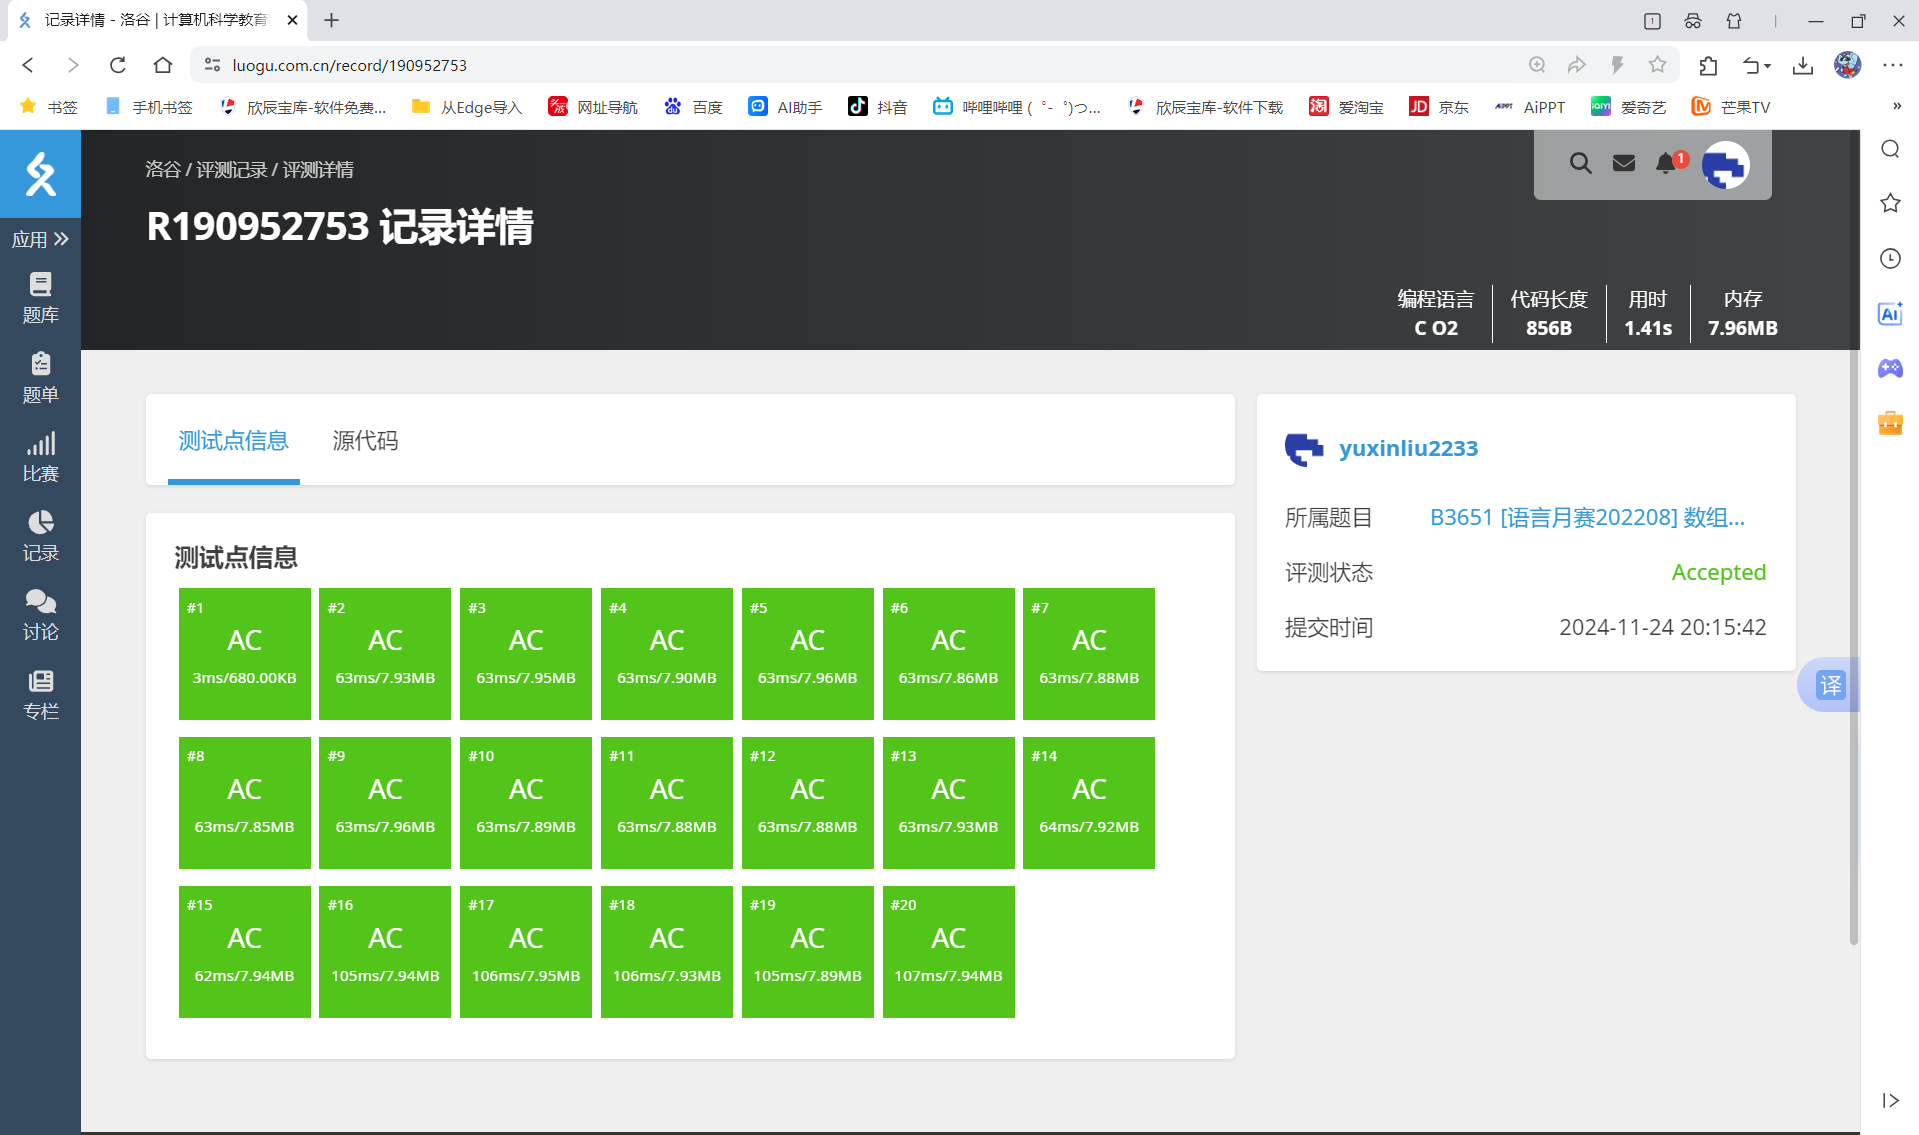 记录详情 - 洛谷 | 计算机科学教育
1
luogu.com.cn/record/190952753
书签 手机书签 欣辰宝库-软件免费... 从Edge导入 网址导航 百度 AI助手 抖音 哔哩哔哩 ( ゜- ゜)つ... 欣辰宝库-软件下载 爱淘宝 京东 AiPPT 爱奇艺 芒果TV
洛谷 / 评测记录 / 评测详情
1
R190952753 记录详情
编程语言 代码长度 用时 内存
C O2 856B 1.41s 7.96MB
应用
题库
题单
比赛
记录
讨论
专栏
测试点信息 源代码
测试点信息
#1 AC 3ms/680.00KB
#2 AC 63ms/7.93MB
#3 AC 63ms/7.95MB
#4 AC 63ms/7.90MB
#5 AC 63ms/7.96MB
#6 AC 63ms/7.86MB
#7 AC 63ms/7.88MB
#8 AC 63ms/7.85MB
#9 AC 63ms/7.96MB
#10 AC 63ms/7.89MB
#11 AC 63ms/7.88MB
#12 AC 63ms/7.88MB
#13 AC 63ms/7.93MB
#14 AC 64ms/7.92MB
#15 AC 62ms/7.94MB
#16 AC 105ms/7.94MB
#17 AC 106ms/7.95MB
#18 AC 106ms/7.93MB
#19 AC 105ms/7.89MB
#20 AC 107ms/7.94MB
yuxinliu2233
所属题目 B3651 [语言月赛202208] 数组...
评测状态 Accepted
提交时间 2024-11-24 20:15:42
译
AI